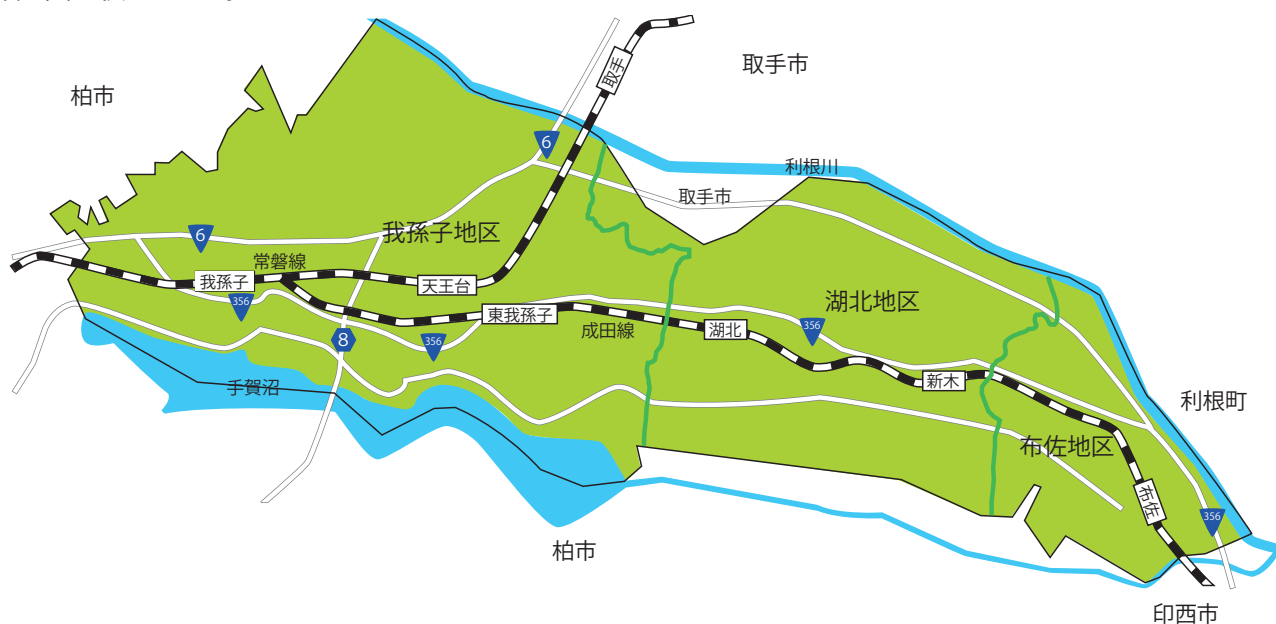 取手市
取手
柏市
6
利根川
取手市
我孫子地区
6
常磐線
我孫子
天王台
湖北地区
356
東我孫子
成田線
湖北
356
8
356
新木
手賀沼
利根町
布佐地区
布佐
356
柏市
印西市